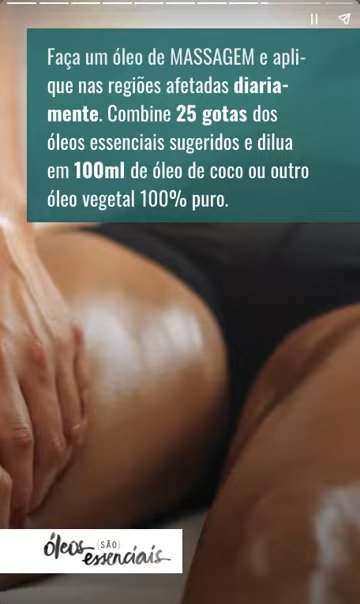 Faça um óleo de MASSAGEM e apli-
que nas regiões afetadas diaria-
mente. Combine 25 gotas dos
óleos essenciais sugeridos e dilua
em 100ml de óleo de coco ou outro
óleo vegetal 100% puro.
óleos {SÃO}
essenciais